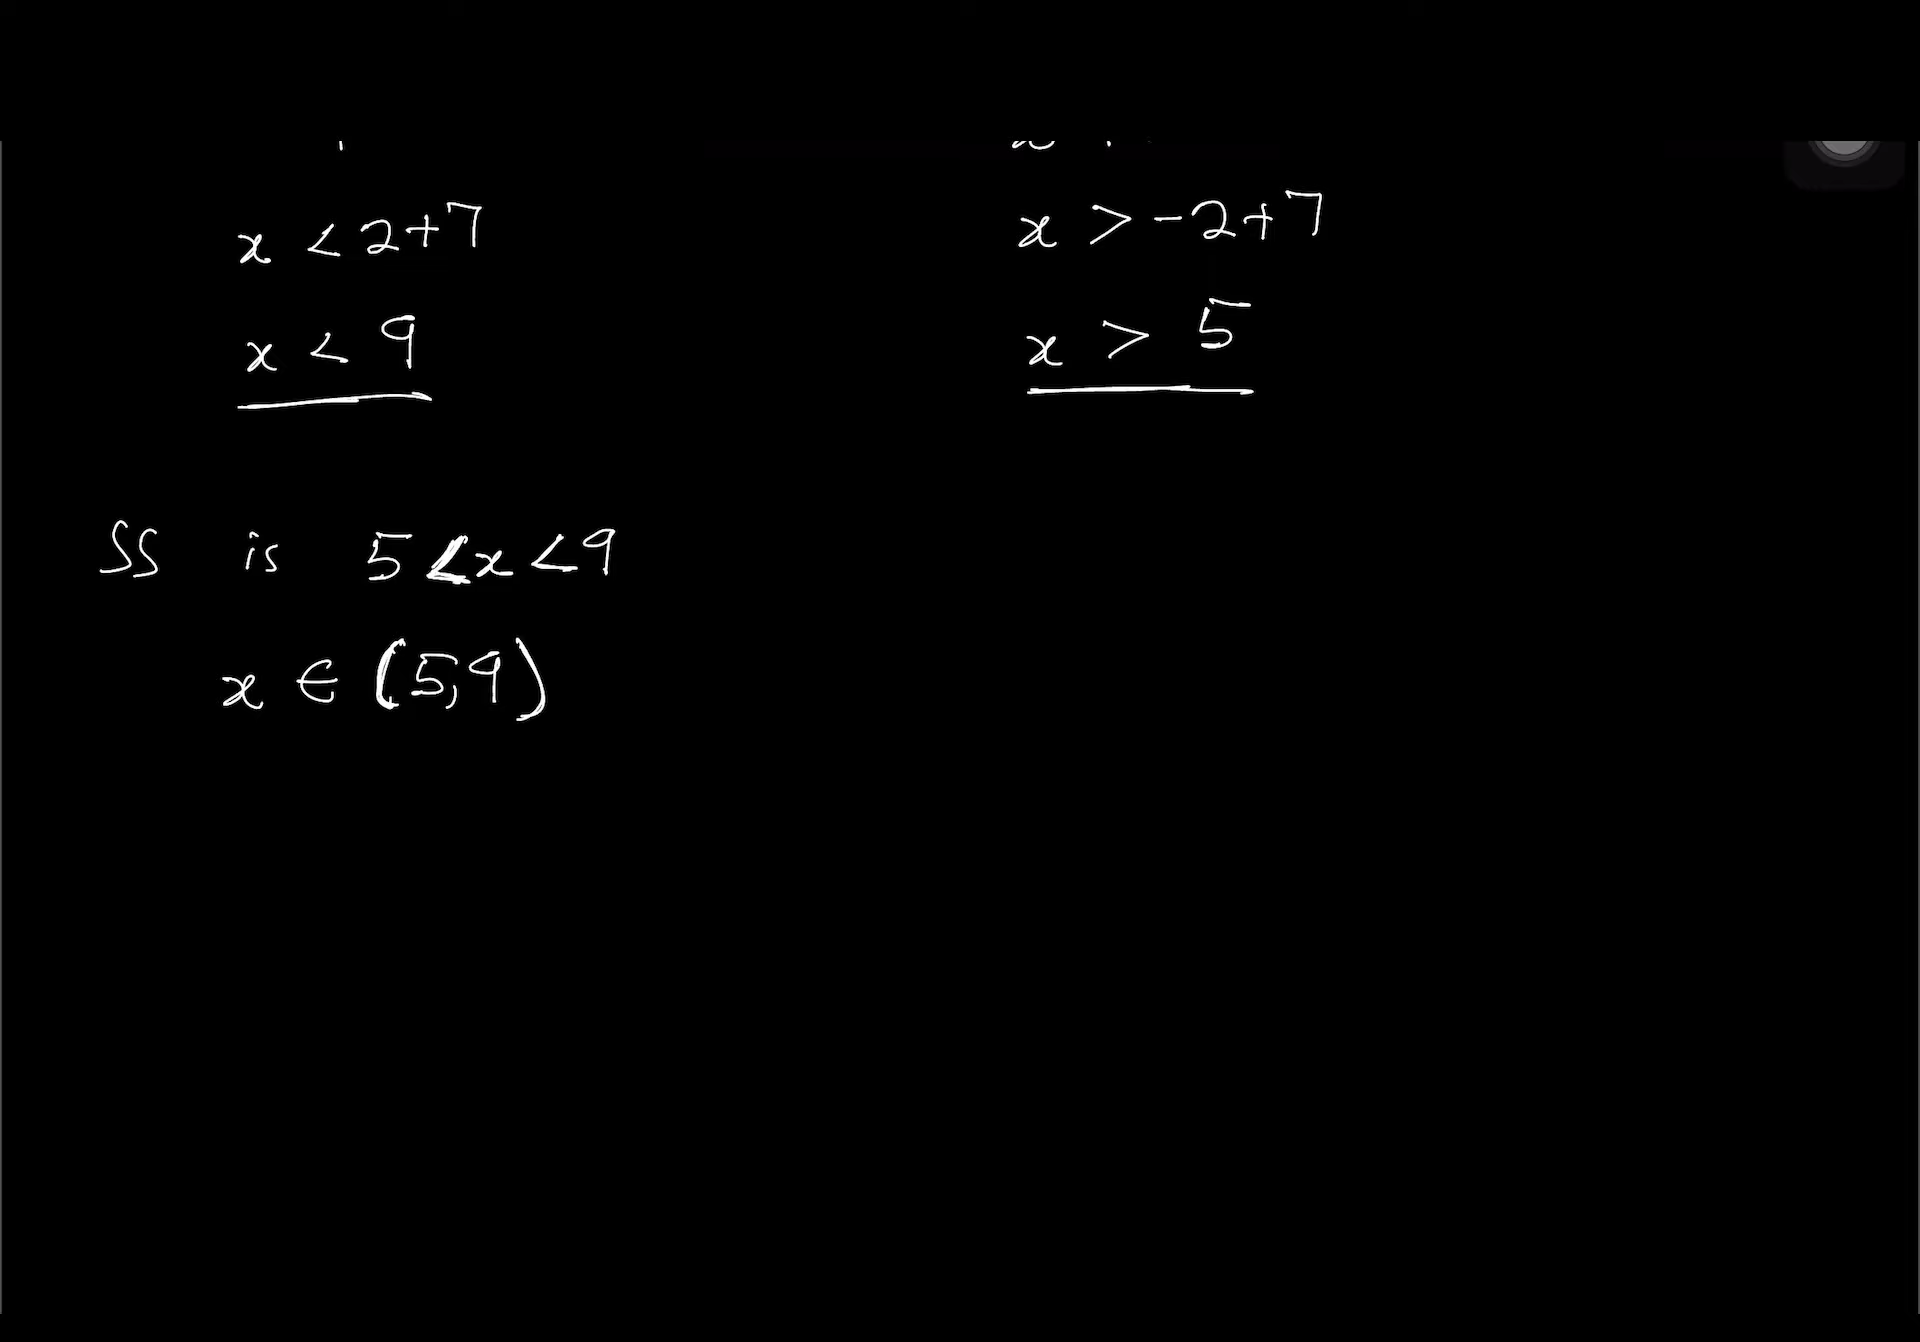 x < 2+7
x < 9
x > -2+7
x > 5
SS is 5 < x < 9
x ∈ (5,9)